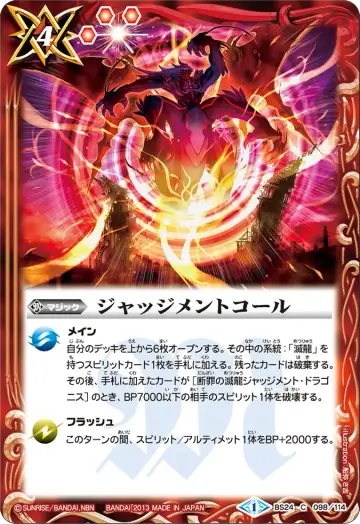 4
マジック
ジャッジメントコール
メイン
自分のデッキを上から6枚オープンする。その中の系統：「滅龍」を
持つスピリットカード1枚を手札に加える。残ったカードは破棄する。
その後、手札に加えたカードが［断罪の滅龍ジャッジメント・ドラゴ
ニス］のとき、BP7000以下の相手のスピリット1体を破壊する。
フラッシュ
このターンの間、スピリット/アルティメット1体をBP+2000する。
©SUNRISE/BANDAI,NBN BANDAI 2013 MADE IN JAPAN
1 BS24 C 098/114